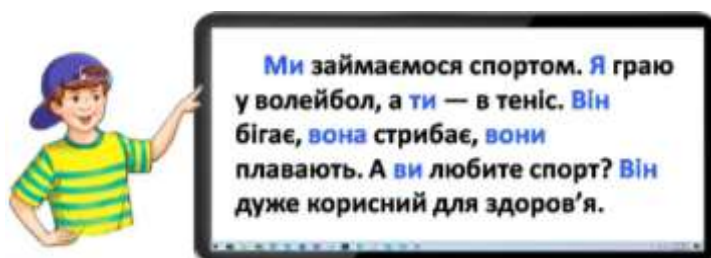 Ми займаємося спортом. Я граю
у волейбол, а ти — в теніс. Він
бігає, вона стрибає, вони
плавають. А ви любите спорт? Він
дуже корисний для здоров’я.